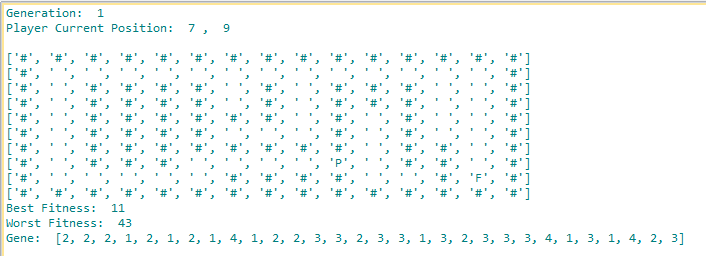 Generation:  1
Player Current Position:  7 ,  9
['#', '#', '#', '#', '#', '#', '#', '#', '#', '#', '#', '#', '#', '#', '#']
['#', ' ', ' ', ' ', ' ', ' ', ' ', ' ', ' ', ' ', ' ', ' ', ' ', ' ', '#']
['#', ' ', '#', '#', '#', '#', ' ', '#', ' ', '#', '#', '#', ' ', ' ', '#']
['#', ' ', '#', '#', '#', '#', ' ', '#', ' ', '#', '#', '#', ' ', ' ', '#']
['#', ' ', '#', '#', '#', '#', '#', '#', ' ', ' ', ' ', '#', ' ', ' ', '#']
['#', ' ', '#', '#', '#', '#', ' ', ' ', ' ', ' ', ' ', '#', ' ', ' ', '#']
['#', ' ', '#', '#', '#', '#', '#', '#', '#', '#', ' ', '#', '#', ' ', '#']
['#', ' ', '#', '#', '#', ' ', ' ', ' ', ' ', 'P', ' ', '#', '#', ' ', '#']
['#', ' ', ' ', ' ', ' ', ' ', '#', '#', '#', '#', ' ', ' ', '#', 'F', '#']
['#', '#', '#', '#', '#', '#', '#', '#', '#', '#', '#', '#', '#', '#', '#']
Best Fitness:  11
Worst Fitness:  43
Gene:  [2, 2, 2, 1, 2, 1, 2, 1, 4, 1, 2, 2, 3, 3, 2, 3, 3, 1, 3, 2, 3, 3, 3, 4, 1, 3, 1, 4, 2, 3]